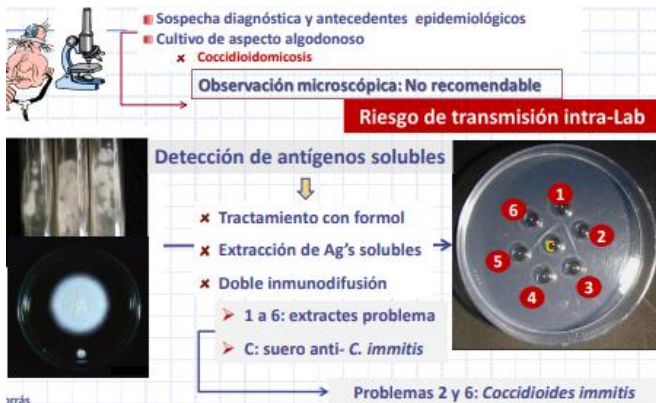 Sospecha diagnóstica y antecedentes epidemiológicos
Cultivo de aspecto algodonoso
Coccidioidomicosis
Observación microscópica: No recomendable
Riesgo de transmisión intra-Lab
Detección de antígenos solubles
Tractamiento con formol
Extracción de Ag's solubles
Doble inmunodifusión
1 a 6: extractes problema
C: suero anti- C. immitis
1
2
3
4
5
6
C
Problemas 2 y 6: Coccidioides immitis
orrás